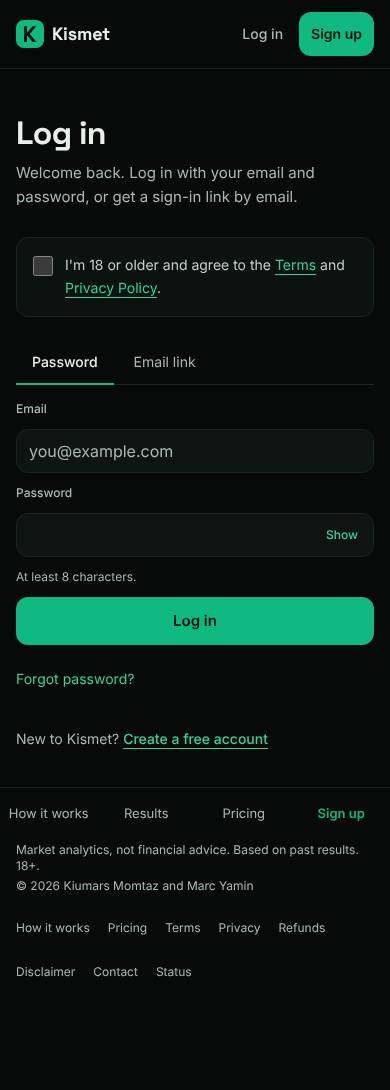 K Kismet Log in Sign up
Log in
Welcome back. Log in with your email and
password, or get a sign-in link by email.
I'm 18 or older and agree to the Terms and
Privacy Policy.
Password Email link
Email
you@example.com
Password
Show
At least 8 characters.
Log in
Forgot password?
New to Kismet? Create a free account
How it works Results Pricing Sign up
Market analytics, not financial advice. Based on past results.
18+.
© 2026 Kiumars Momtaz and Marc Yamin
How it works Pricing Terms Privacy Refunds
Disclaimer Contact Status